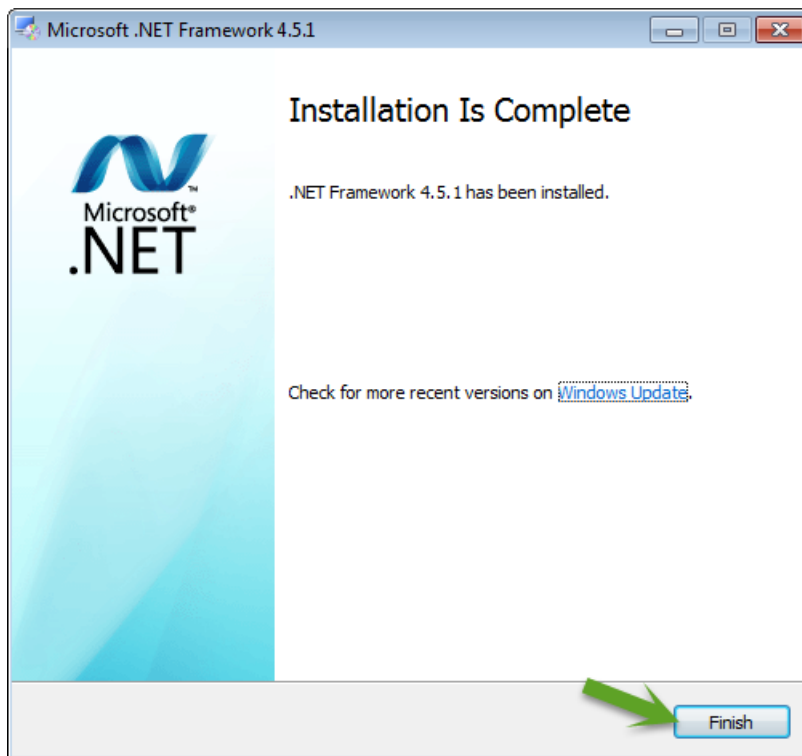 Microsoft .NET Framework 4.5.1
Installation Is Complete
.NET Framework 4.5.1 has been installed.
Microsoft®
.NET™
Check for more recent versions on Windows Update.
Finish